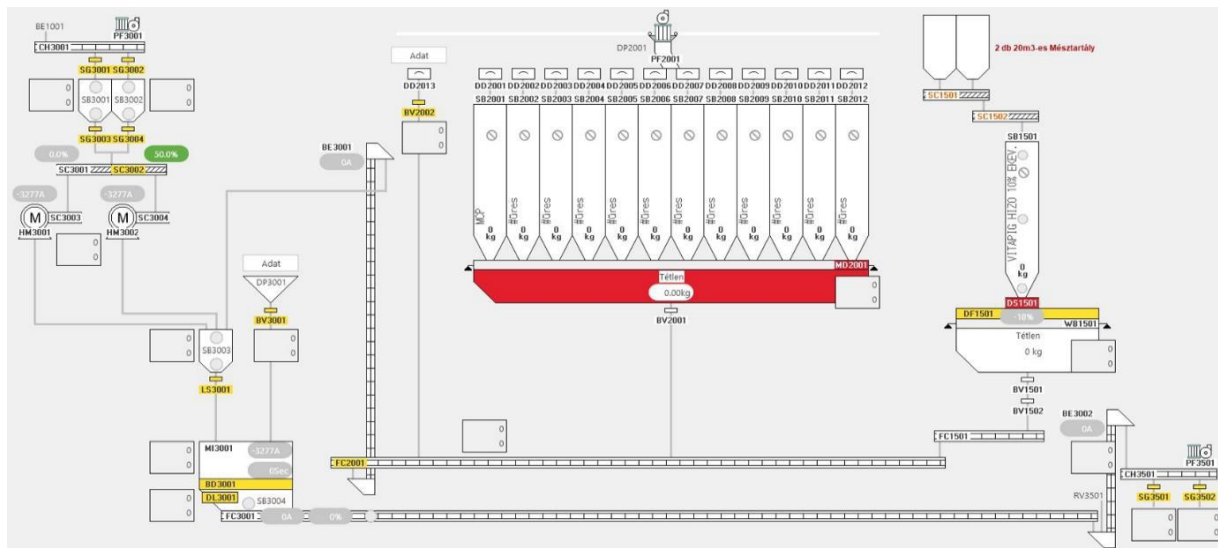 BE1001
PF3001
CH3001
SG3001 SG3002
0
0
SB3001 SB3002
0
0
SG3003 SG3004
0.0%
50.0%
SC3001
SC3002
-3277A
-3277A
M
SC3003
M
SC3004
HM3001
HM3002
0
0
Adat
DP3001
BV3001
0
0
SB3003
0
0
LS3001
0
0
MI3001
-3277A
0Sec
BD3001
DL3001
SB3004
0
0
FC3001
0A
0%
BE3001
0A
Adat
DD2013
BV2002
0
0
DP2001
PF2001
DD2001 DD2002 DD2003 DD2004 DD2005 DD2006 DD2007 DD2008 DD2009 DD2010 DD2011 DD2012
SB2001 SB2002 SB2003 SB2004 SB2005 SB2006 SB2007 SB2008 SB2009 SB2010 SB2011 SB2012
MCP
#üres #üres #üres #üres #üres #üres #üres #üres #üres #üres #üres
0 0 0 0 0 0 0 0 0 0 0 0
kg kg kg kg kg kg kg kg kg kg kg kg
MD2001
Tétlen
0.00kg
0
0
BV2001
0
0
FC2001
2 db 20m3-es Mésztartály
SC1501
SC1502
SB1501
VITAPIG HIZO 10% EKEV.
0
kg
DS1501
DF1501
-10%
WB1501
Tétlen
0 kg
0
0
BV1501
BV1502
FC1501
BE3002
0A
0
0
RV3501
PF3501
CH3501
SG3501
SG3502
0
0
0
0